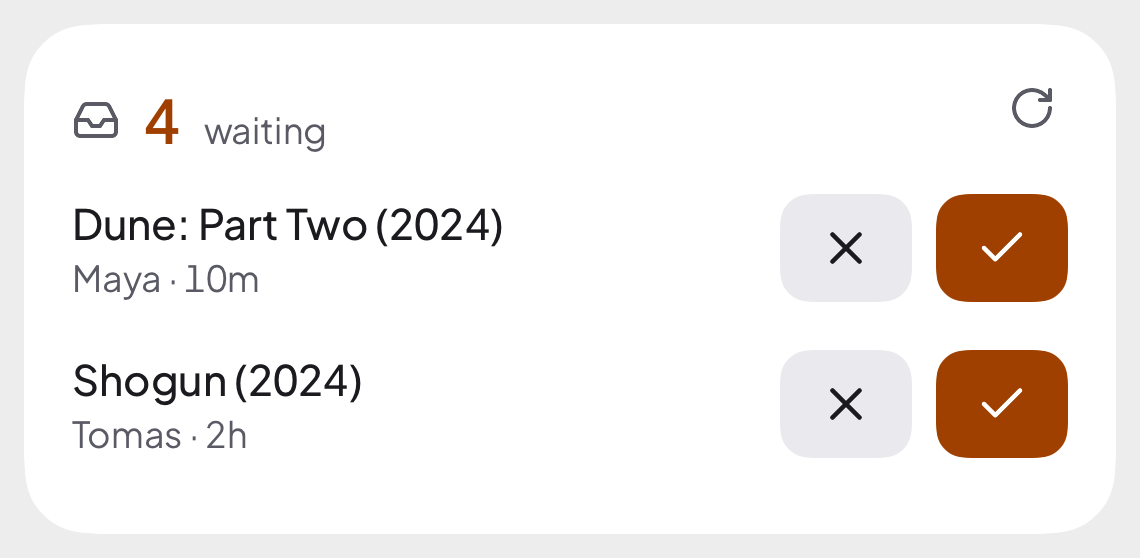 4 waiting
Dune: Part Two (2024)
Maya · 10m
Shogun (2024)
Tomas · 2h